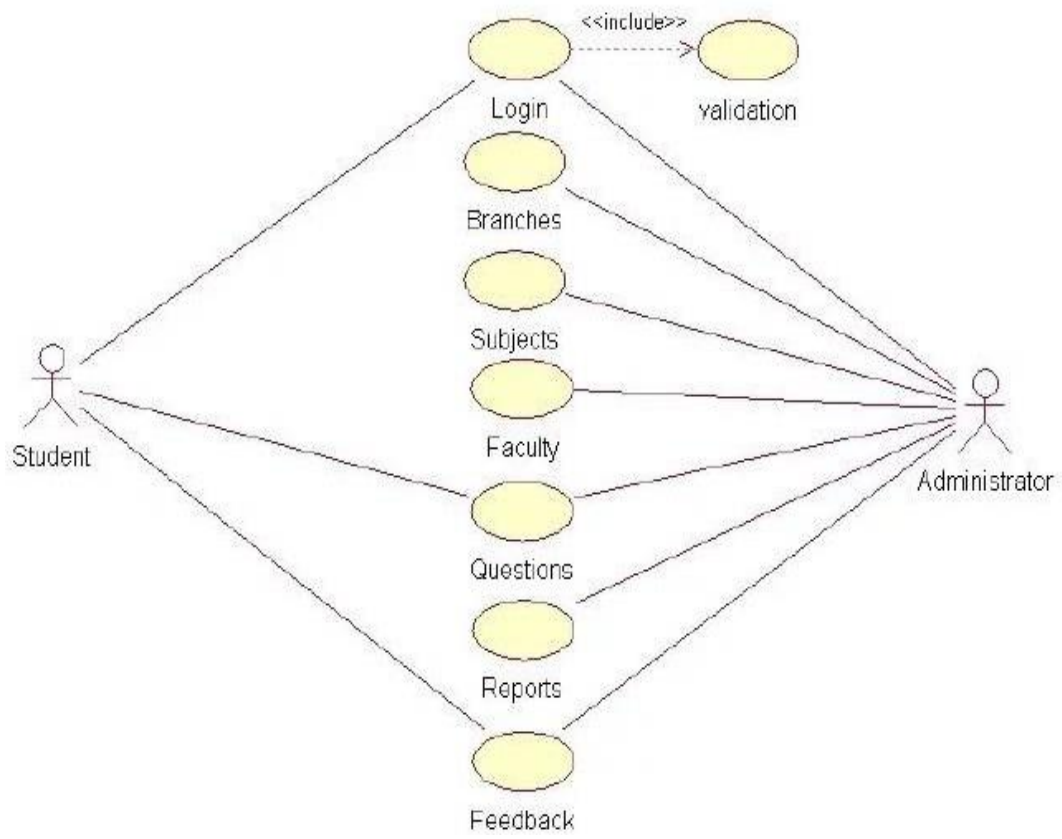 <<include>>
Login
validation
Branches
Subjects
Faculty
Student
Administrator
Questions
Reports
Feedback